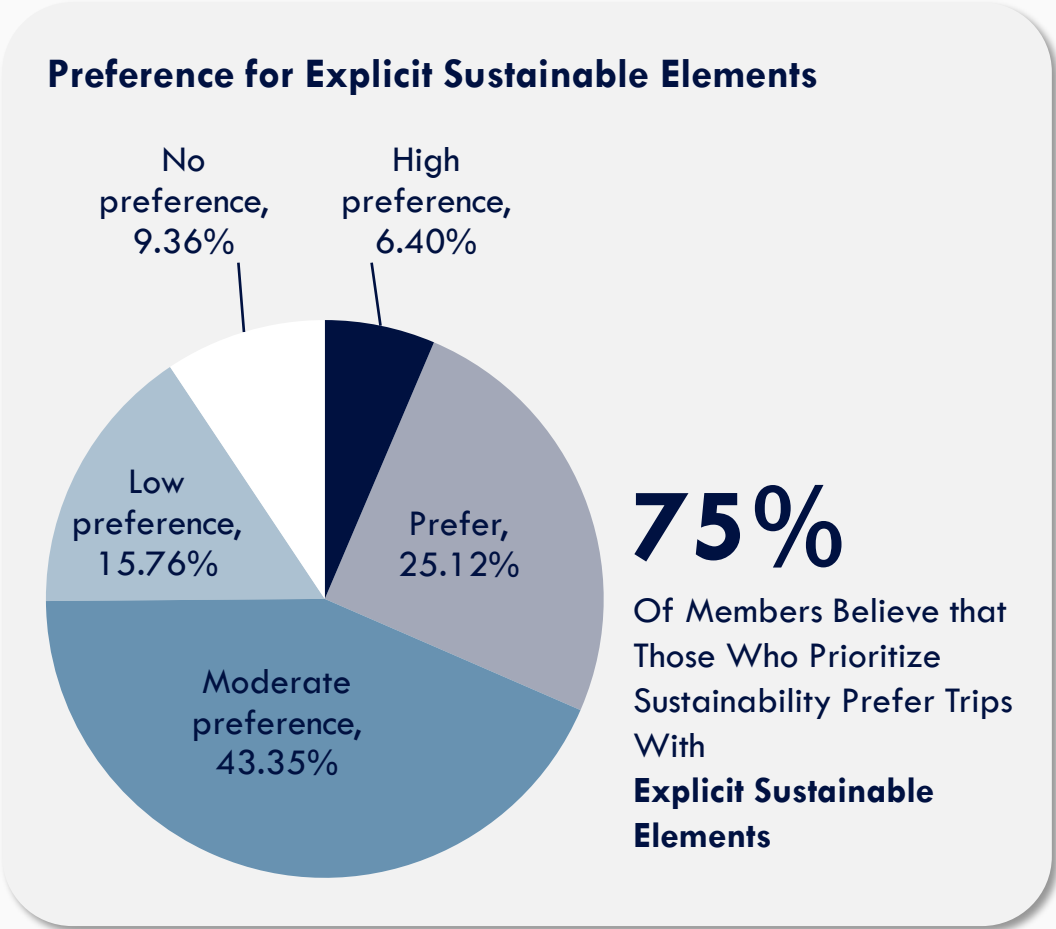 Preference for Explicit Sustainable Elements
No
preference,
9.36%
High
preference,
6.40%
Low
preference,
15.76%
Prefer,
25.12%
Moderate
preference,
43.35%
75%
Of Members Believe that
Those Who Prioritize
Sustainability Prefer Trips
With
Explicit Sustainable
Elements